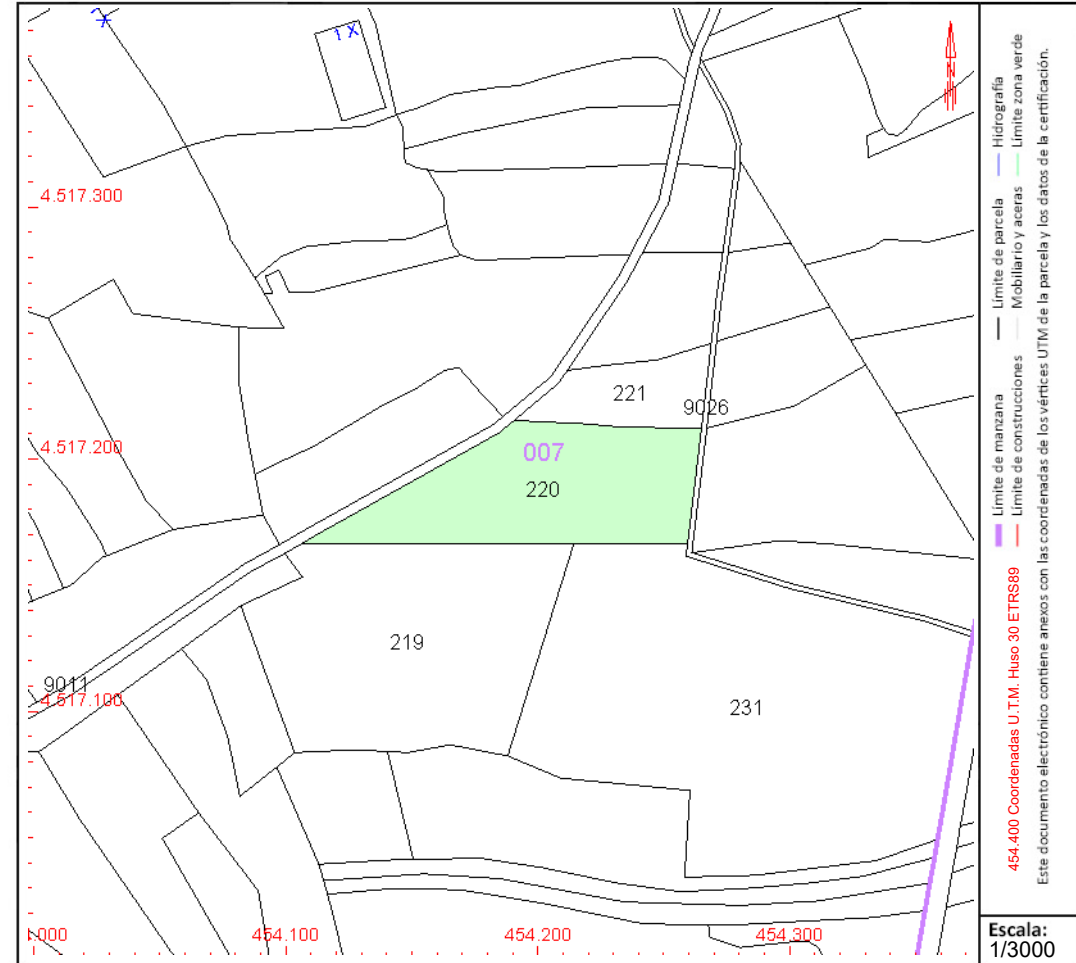 1 X
4.517.300
221
9026
4.517.200
007
220
219
9011
4.517.100
231
.000
454.100
454.200
454.300
N
454.400 Coordenadas U.T.M. Huso 30 ETRS89
Límite de manzana
Límite de parcela
Hidrografía
Límite de construcciones
Mobiliario y aceras
Límite zona verde
Este documento electrónico contiene anexos con las coordenadas de los vértices UTM de la parcela y los datos de la certificación.
Escala:
1/3000